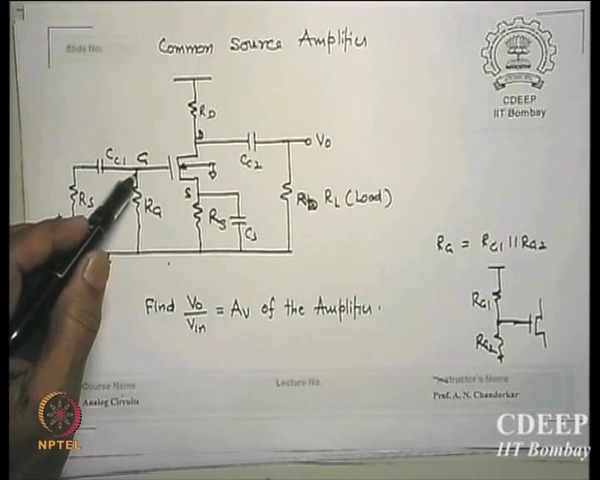 Slide No:
Common Source Amplifier
CDEEP
IIT Bombay
RD
D
CC1 G
CC2
Vo
S
RS
RG
RS
CS
RL (Load)
RG = RG1 || RG2
RG1
RG2
Find Vo/Vin = AV of the Amplifier.
Course Name
Analog Circuits
Lecture No.
Instructor's Name
Prof. A. N. Chandorkar
NPTEL
CDEEP
IIT Bombay